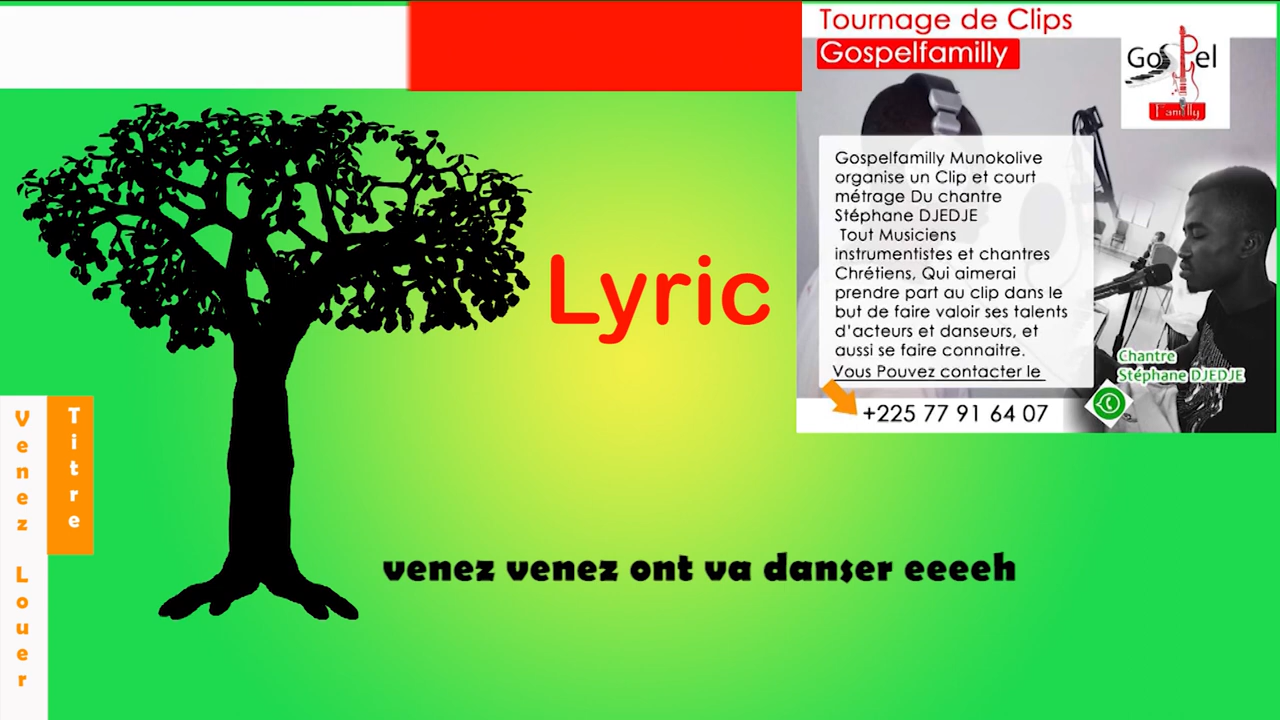 Tournage de Clips
Gospelfamilly
Gospel
Familly
Gospelfamilly Munokolive
organise un Clip et court
métrage Du chantre
Stéphane DJEDJE
Tout Musiciens
instrumentistes et chantres
Chrétiens, Qui aimerai
prendre part au clip dans le
but de faire valoir ses talents
d'acteurs et danseurs, et
aussi se faire connaitre.
Vous Pouvez contacter le
+225 77 91 64 07
Chantre
Stéphane DJEDJE
Lyric
Titre
Venez Louer
venez venez ont va danser eeeeh